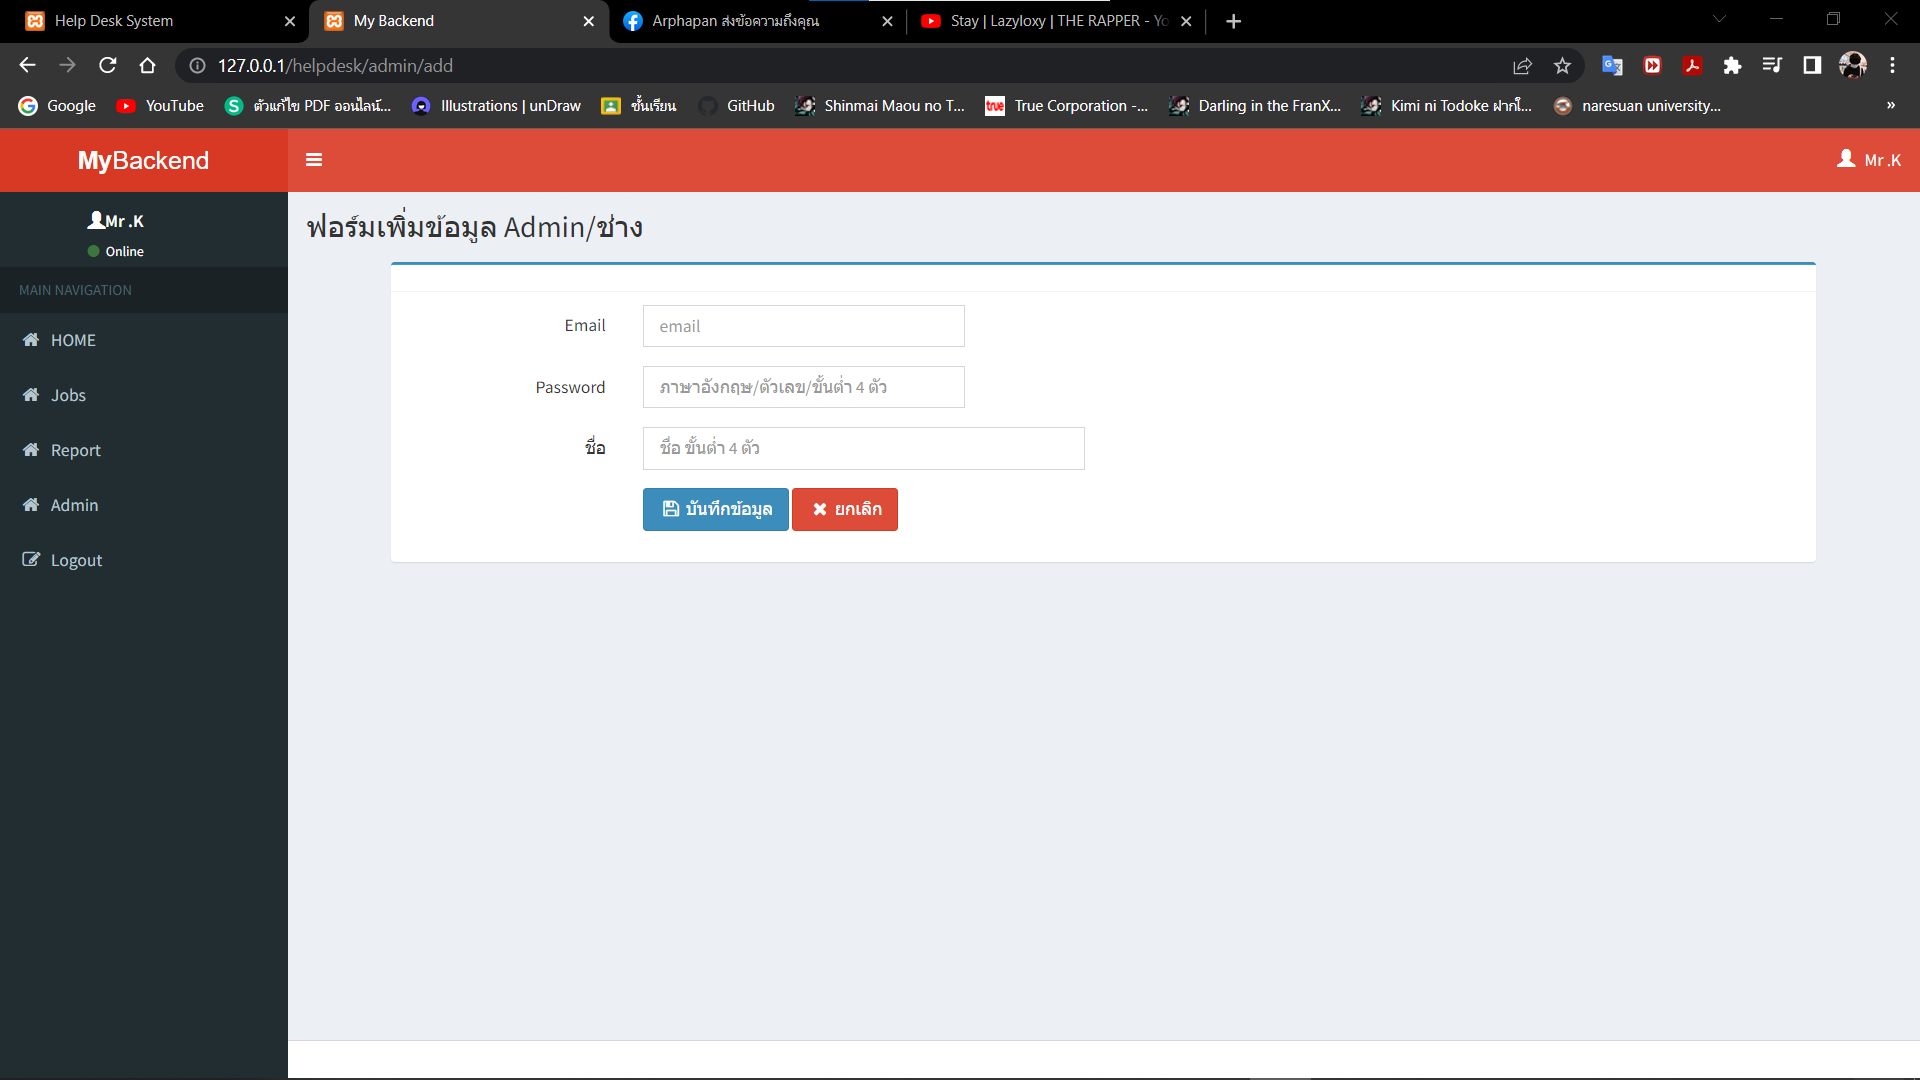 Help Desk System
My Backend
Arphapan ส่งข้อความถึงคุณ
Stay | Lazyloxy | THE RAPPER - Yo
127.0.0.1/helpdesk/admin/add
Google
YouTube
ตัวแก้ไข PDF ออนไลน์...
Illustrations | unDraw
ชั้นเรียน
GitHub
Shinmai Maou no T...
True Corporation -...
Darling in the FranX...
Kimi ni Todoke ฝากใ...
naresuan university...
»
MyBackend
Mr .K
Mr .K
Online
MAIN NAVIGATION
HOME
Jobs
Report
Admin
Logout
ฟอร์มเพิ่มข้อมูล Admin/ช่าง
Email
email
Password
ภาษาอังกฤษ/ตัวเลข/ขั้นต่ำ 4 ตัว
ชื่อ
ชื่อ ขั้นต่ำ 4 ตัว
บันทึกข้อมูล
ยกเลิก